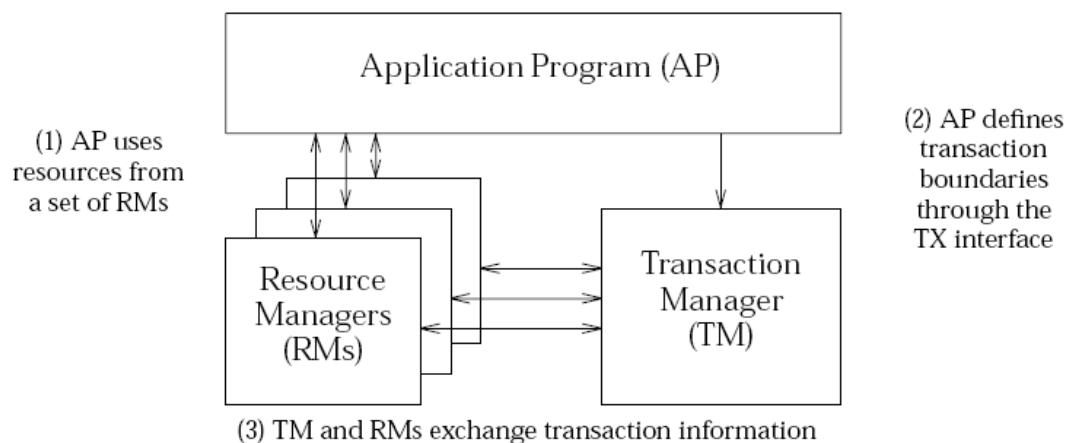 Application Program (AP)
(1) AP uses
resources from
a set of RMs
(2) AP defines
transaction
boundaries
through the
TX interface
Resource
Managers
(RMs)
Transaction
Manager
(TM)
(3) TM and RMs exchange transaction information